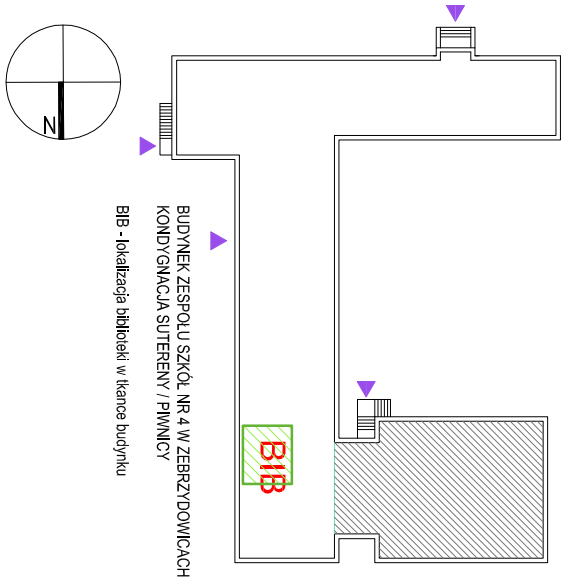 N
BUDYNEK ZESPOŁU SZKÓŁ NR 4 W ZEBRZYDOWICACH
KONDYGNACJA SUTERENY / PIWNICY
BIB - lokalizacja biblioteki w tkance budynku
BIB